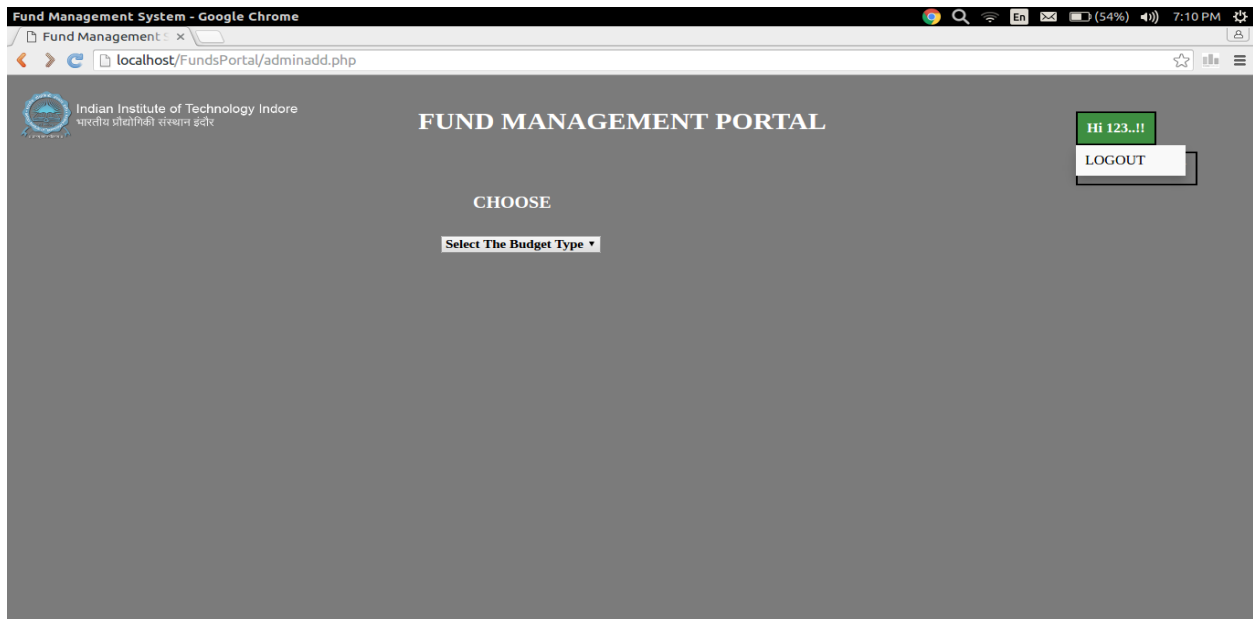 Fund Management System - Google Chrome
En (54%) 7:10 PM
Fund Management S
localhost/FundsPortal/adminadd.php
Indian Institute of Technology Indore
भारतीय प्रौद्योगिकी संस्थान इंदौर
FUND MANAGEMENT PORTAL
Hi 123..!!
LOGOUT
CHOOSE
Select The Budget Type